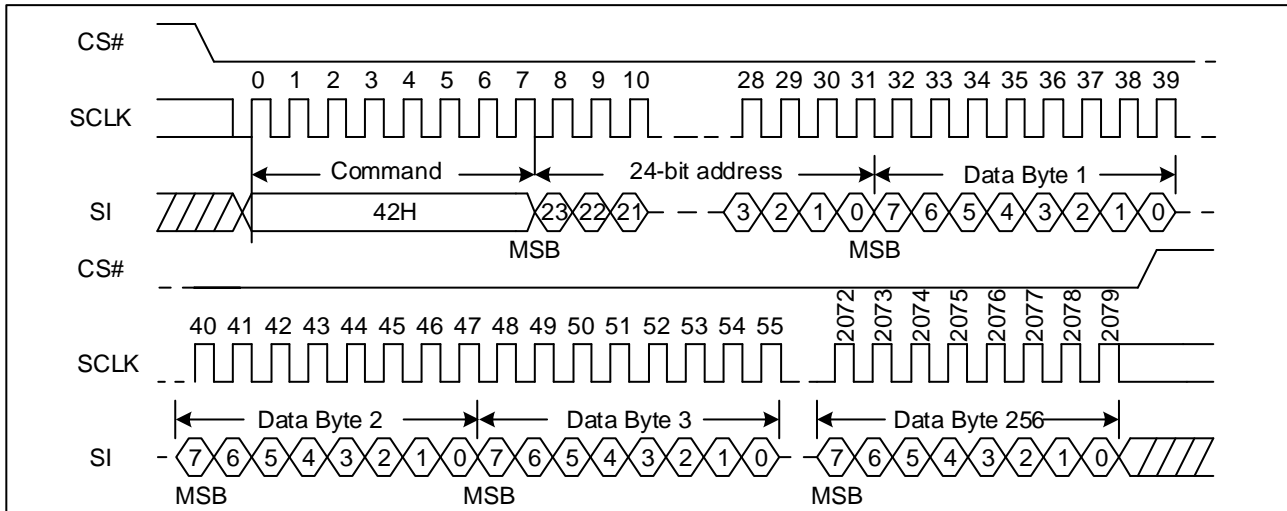 CS#
0 1 2 3 4 5 6 7 8 9 10 28 29 30 31 32 33 34 35 36 37 38 39
SCLK
Command 24-bit address Data Byte 1
SI 42H 23 22 21 3 2 1 0 7 6 5 4 3 2 1 0
MSB MSB
CS#
40 41 42 43 44 45 46 47 48 49 50 51 52 53 54 55 2072 2073 2074 2075 2076 2077 2078 2079
SCLK
Data Byte 2 Data Byte 3 Data Byte 256
SI 7 6 5 4 3 2 1 0 7 6 5 4 3 2 1 0 7 6 5 4 3 2 1 0
MSB MSB MSB